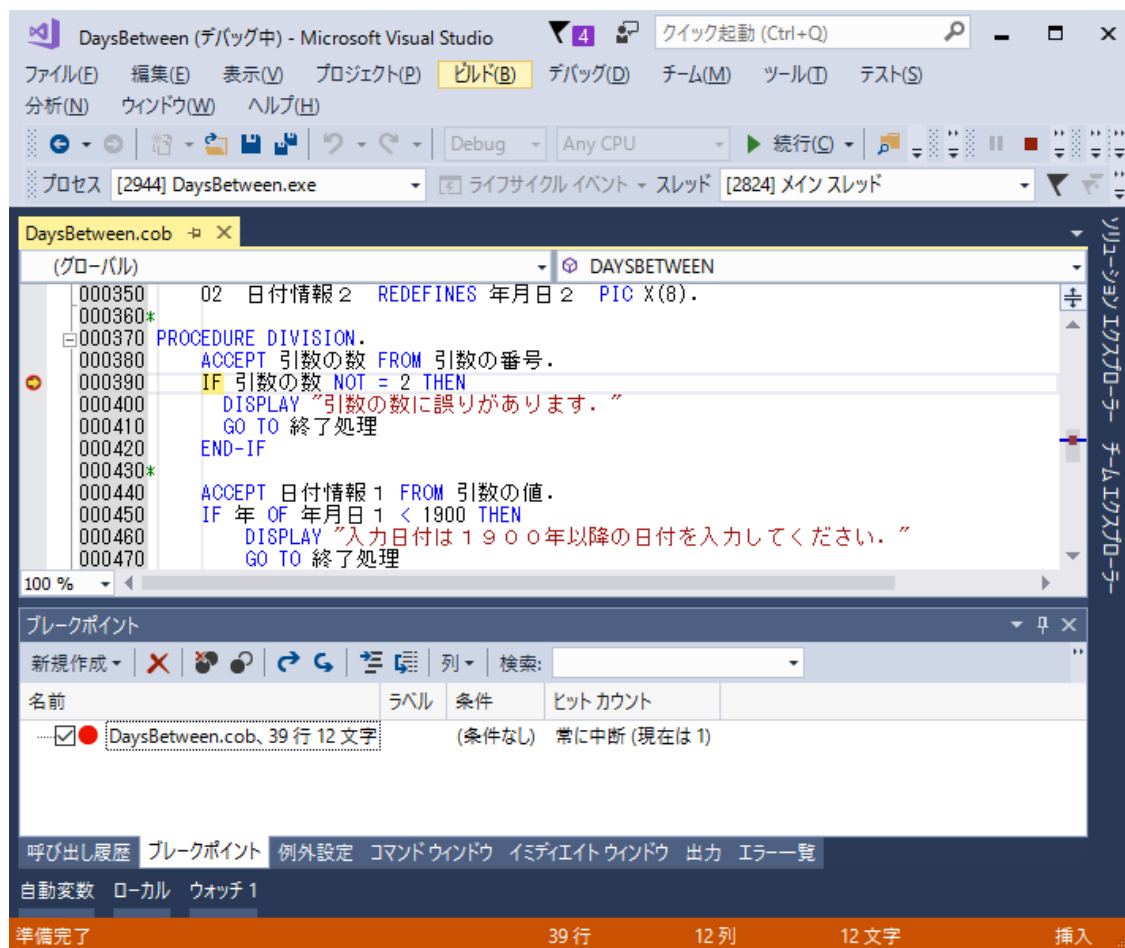 DaysBetween (デバッグ中) - Microsoft Visual Studio 4 クイック起動 (Ctrl+Q)
ファイル(F) 編集(E) 表示(V) プロジェクト(P) ビルド(B) デバッグ(D) チーム(M) ツール(T) テスト(S)
分析(N) ウィンドウ(W) ヘルプ(H)
Debug Any CPU 続行(C)
プロセス [2944] DaysBetween.exe ライフサイクル イベント スレッド [2824] メイン スレッド
DaysBetween.cob
(グローバル) DAYSBETWEEN
000350 02 日付情報２ REDEFINES 年月日２ PIC X(8).
000360*
000370 PROCEDURE DIVISION.
000380 ACCEPT 引数の数 FROM 引数の番号.
000390 IF 引数の数 NOT = 2 THEN
000400 DISPLAY "引数の数に誤りがあります．"
000410 GO TO 終了処理
000420 END-IF
000430*
000440 ACCEPT 日付情報１ FROM 引数の値.
000450 IF 年 OF 年月日１ < 1900 THEN
000460 DISPLAY "入力日付は１９００年以降の日付を入力してください．"
000470 GO TO 終了処理
100 %
ソリューション エクスプローラー
チーム エクスプローラー
ブレークポイント
新規作成 列 検索:
名前 ラベル 条件 ヒット カウント
DaysBetween.cob、39 行 12 文字 (条件なし) 常に中断 (現在は 1)
呼び出し履歴 ブレークポイント 例外設定 コマンド ウィンドウ イミディエイト ウィンドウ 出力 エラー一覧
自動変数 ローカル ウォッチ 1
準備完了 39 行 12 列 12 文字 挿入